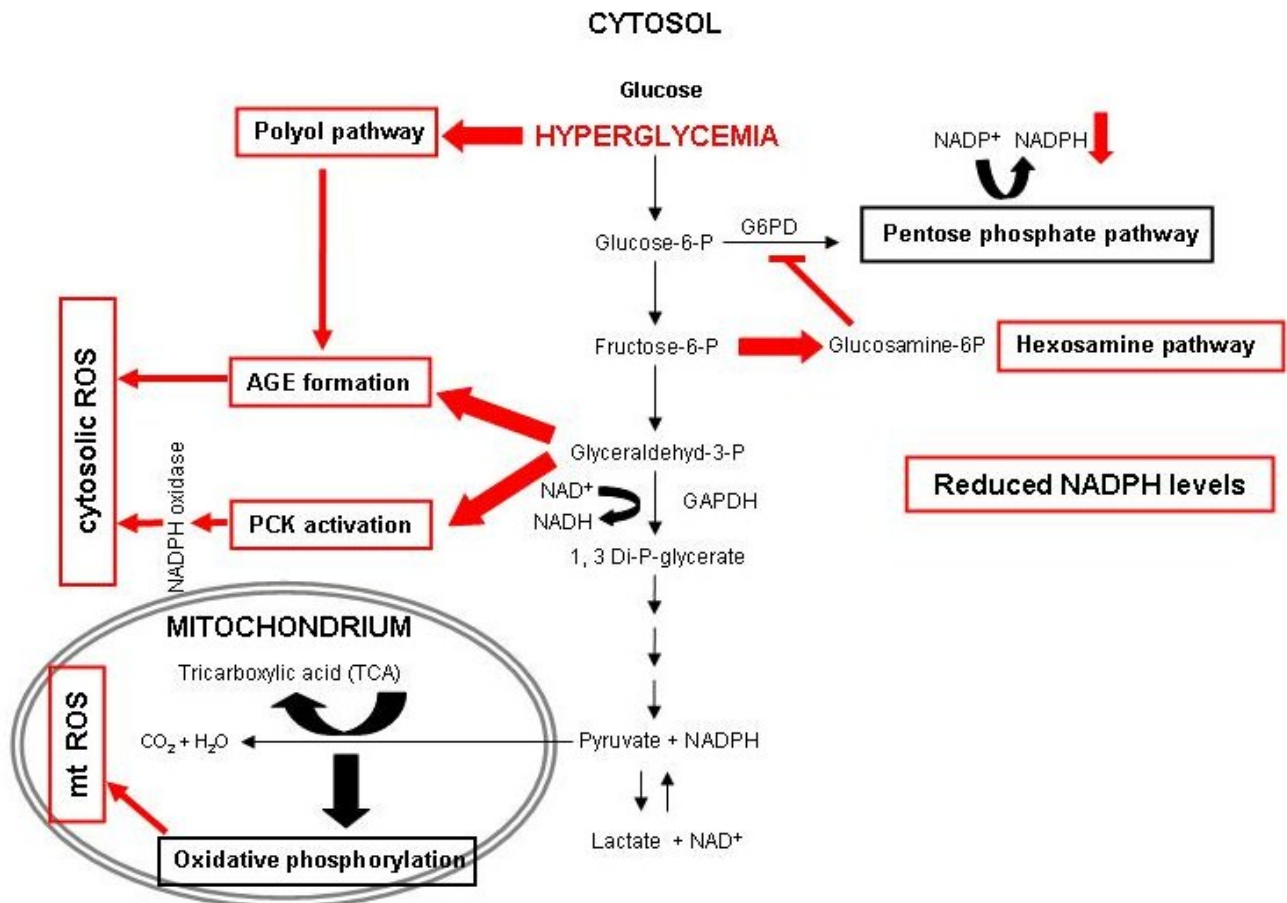 CYTOSOL
Glucose
HYPERGLYCEMIA
Polyol pathway
NADP⁺ NADPH
Glucose-6-P
G6PD
Pentose phosphate pathway
Fructose-6-P
Glucosamine-6P
Hexosamine pathway
AGE formation
cytosolic ROS
Glyceraldehyd-3-P
NAD⁺
NADH
GAPDH
Reduced NADPH levels
NADPH oxidase
PCK activation
1, 3 Di-P-glycerate
MITOCHONDRIUM
Tricarboxylic acid (TCA)
mt ROS
CO₂ + H₂O
Pyruvate + NADPH
Lactate + NAD⁺
Oxidative phosphorylation